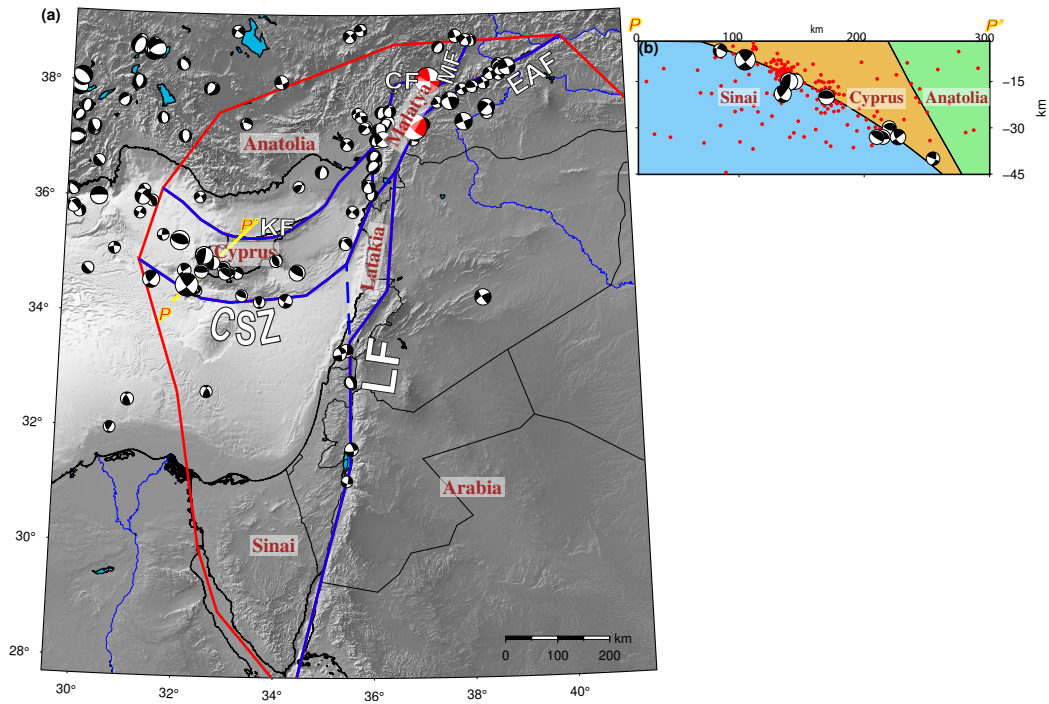 (a)
38°
36°
34°
32°
30°
28°
30°
32°
34°
36°
38°
40°
CF
MF
EAF
Malatya
Anatolia
P'
KF
Cyprus
Latakia
P
CSZ
LF
Arabia
Sinai
km
0
100
200
P
P'
km
100
200
300
(b)
Sinai
Cyprus
Anatolia
−15
−30
−45
km